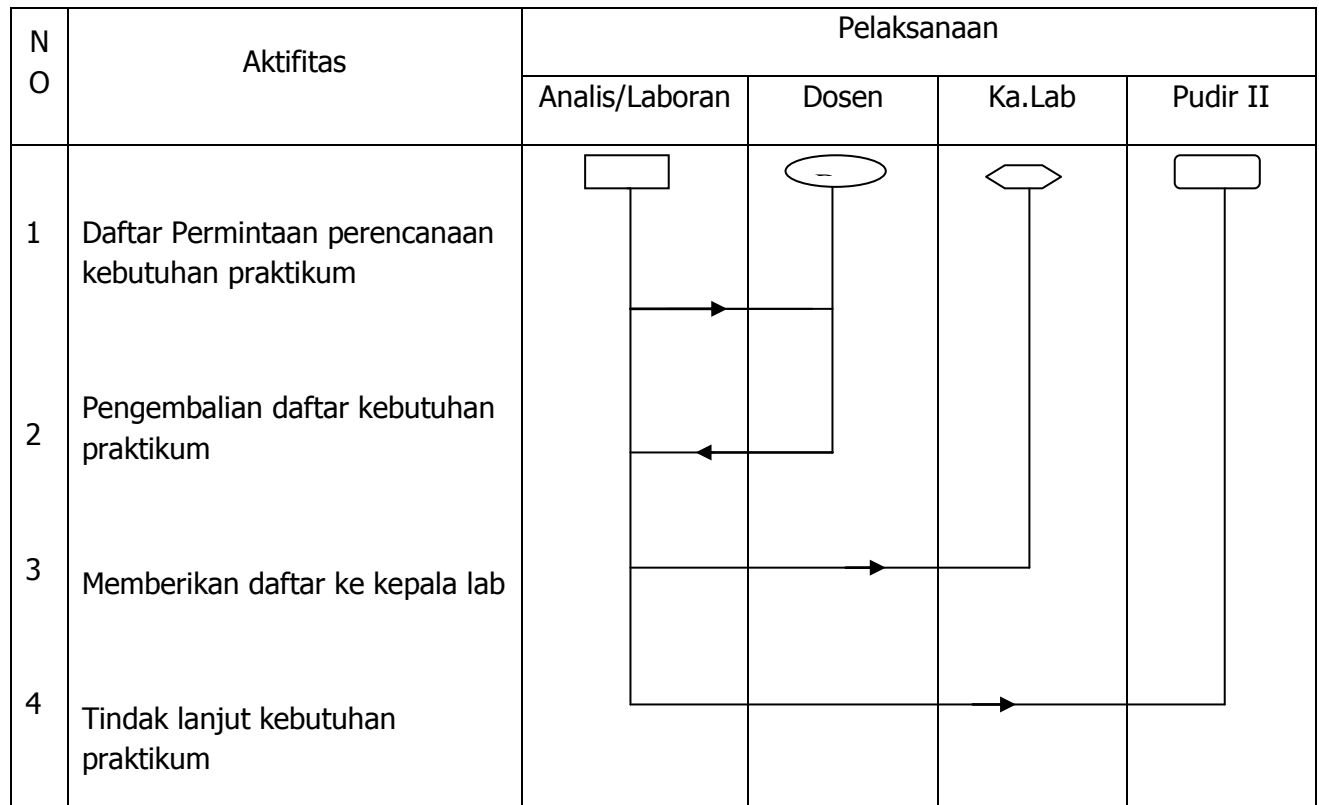 N
O
Aktifitas
Pelaksanaan
Analis/Laboran
Dosen
Ka.Lab
Pudir II
1
Daftar Permintaan perencanaan
kebutuhan praktikum
2
Pengembalian daftar kebutuhan
praktikum
3
Memberikan daftar ke kepala lab
4
Tindak lanjut kebutuhan
praktikum